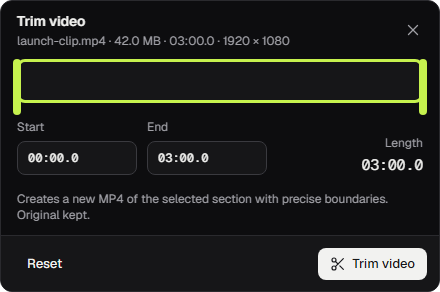 Trim video
launch-clip.mp4 · 42.0 MB · 03:00.0 · 1920 × 1080
Start
End
Length
00:00.0
03:00.0
03:00.0
Creates a new MP4 of the selected section with precise boundaries.
Original kept.
Reset
Trim video